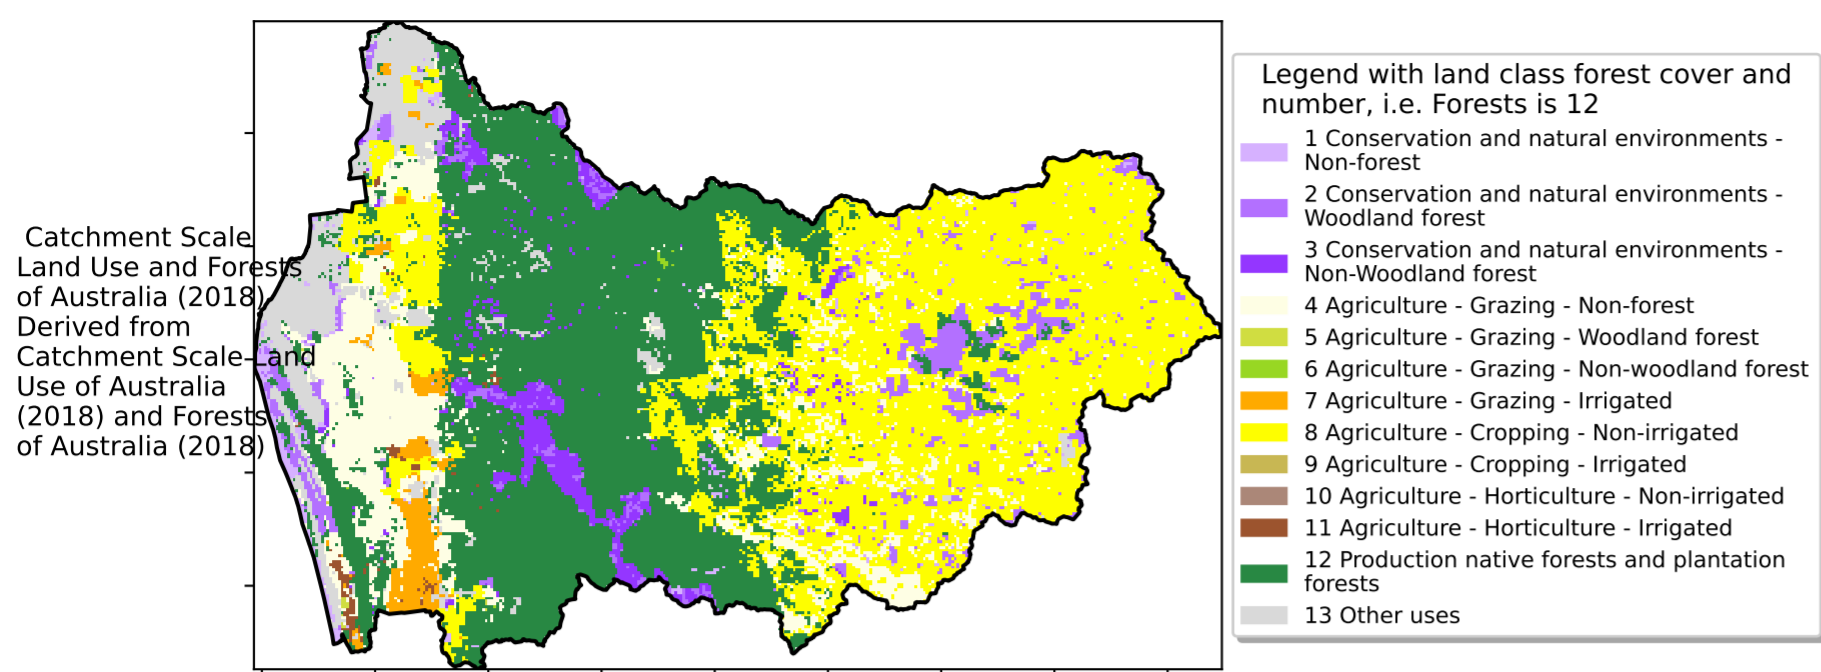 Catchment Scale
Land Use and Forests
of Australia (2018)
Derived from
Catchment Scale Land
Use of Australia
(2018) and Forests
of Australia (2018)
Legend with land class forest cover and
number, i.e. Forests is 12
1 Conservation and natural environments -
Non-forest
2 Conservation and natural environments -
Woodland forest
3 Conservation and natural environments -
Non-Woodland forest
4 Agriculture - Grazing - Non-forest
5 Agriculture - Grazing - Woodland forest
6 Agriculture - Grazing - Non-woodland forest
7 Agriculture - Grazing - Irrigated
8 Agriculture - Cropping - Non-irrigated
9 Agriculture - Cropping - Irrigated
10 Agriculture - Horticulture - Non-irrigated
11 Agriculture - Horticulture - Irrigated
12 Production native forests and plantation
forests
13 Other uses